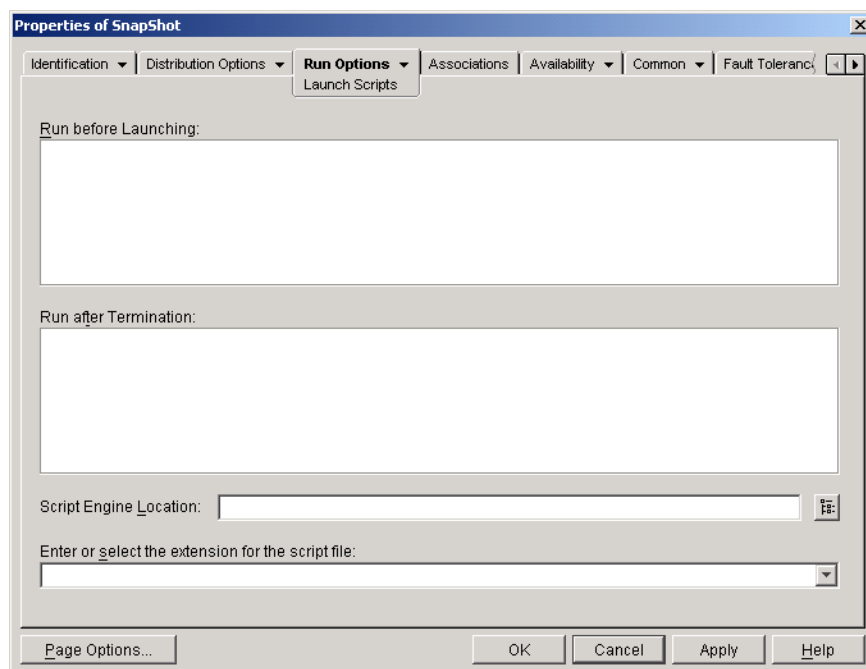 Properties of SnapShot
Identification Distribution Options Run Options Associations Availability Common Fault
Launch Scripts
Run before Launching:
Run after Termination:
Script Engine Location:
Enter or select the extension for the script file:
Page Options... OK Cancel Apply Help